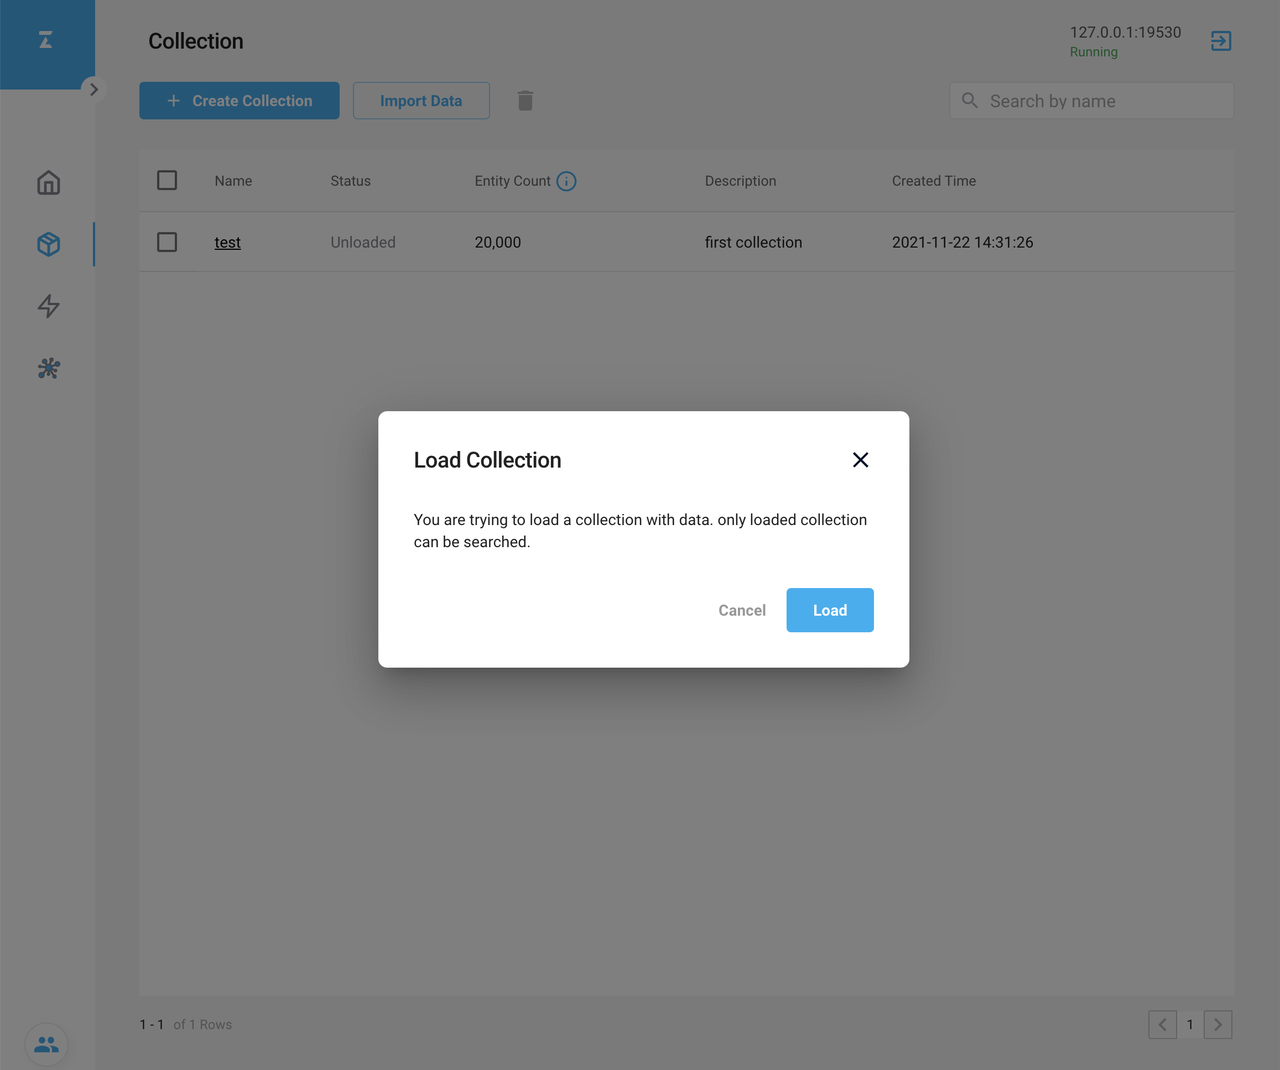 Collection
127.0.0.1:19530
Running
Create Collection
Import Data
Search by name
Name Status Entity Count Description Created Time
test Unloaded 20,000 first collection 2021-11-22 14:31:26
Load Collection
You are trying to load a collection with data. only loaded collection
can be searched.
Cancel Load
1 - 1 of 1 Rows
1